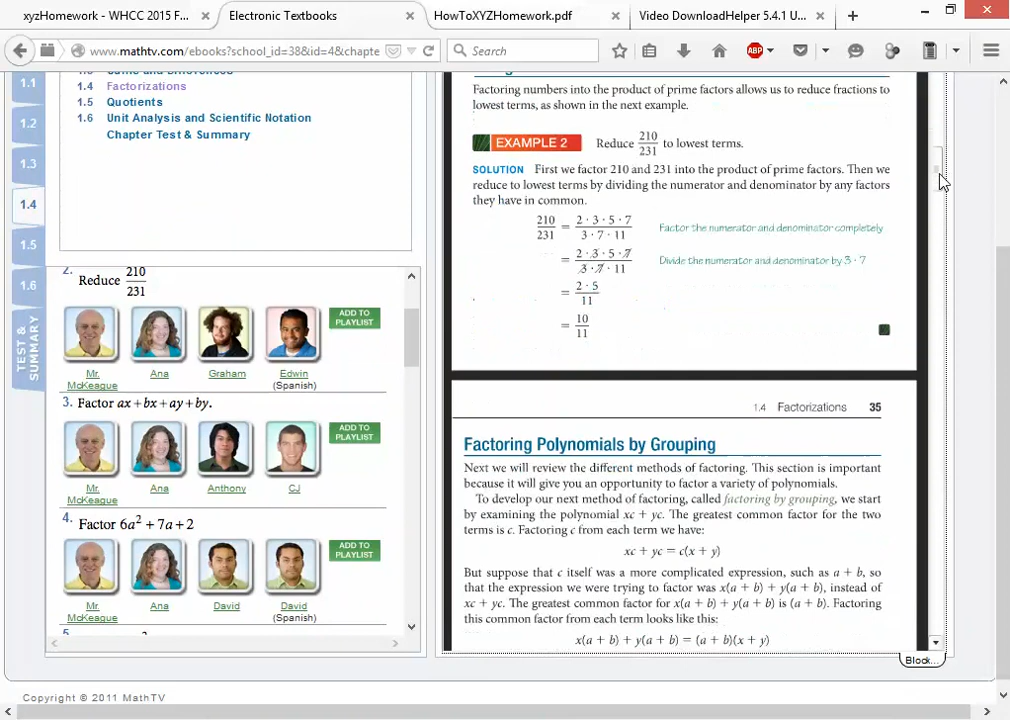 xyzHomework - WHCC 2015 F...
Electronic Textbooks
HowToXYZHomework.pdf
Video DownloadHelper 5.4.1 U...
www.mathtv.com/ebooks?school_id=38&id=4&chapte
Search
ABP
1.1
1.2
1.3
1.4
1.5
1.6
TEST & SUMMARY
1.4 Factorizations
1.5 Quotients
1.6 Unit Analysis and Scientific Notation
Chapter Test & Summary
2. Reduce 210/231
ADD TO PLAYLIST
Mr. McKeague
Ana
Graham
Edwin (Spanish)
3. Factor ax + bx + ay + by.
ADD TO PLAYLIST
Mr. McKeague
Ana
Anthony
CJ
4. Factor 6a² + 7a + 2
ADD TO PLAYLIST
Mr. McKeague
Ana
David
David (Spanish)
Factoring numbers into the product of prime factors allows us to reduce fractions to
lowest terms, as shown in the next example.
EXAMPLE 2 Reduce 210/231 to lowest terms.
SOLUTION First we factor 210 and 231 into the product of prime factors. Then we
reduce to lowest terms by dividing the numerator and denominator by any factors
they have in common.
210/231 = 2 · 3 · 5 · 7 / 3 · 7 · 11 Factor the numerator and denominator completely
= 2 · 3 · 5 · 7 / 3 · 7 · 11 Divide the numerator and denominator by 3 · 7
= 2 · 5 / 11
= 10/11
1.4 Factorizations 35
Factoring Polynomials by Grouping
Next we will review the different methods of factoring. This section is important
because it will give you an opportunity to factor a variety of polynomials.
To develop our next method of factoring, called factoring by grouping, we start
by examining the polynomial xc + yc. The greatest common factor for the two
terms is c. Factoring c from each term we have:
xc + yc = c(x + y)
But suppose that c itself was a more complicated expression, such as a + b, so
that the expression we were trying to factor was x(a + b) + y(a + b), instead of
xc + yc. The greatest common factor for x(a + b) + y(a + b) is (a + b). Factoring
this common factor from each term looks like this:
x(a + b) + y(a + b) = (a + b)(x + y)
Block...
Copyright © 2011 MathTV